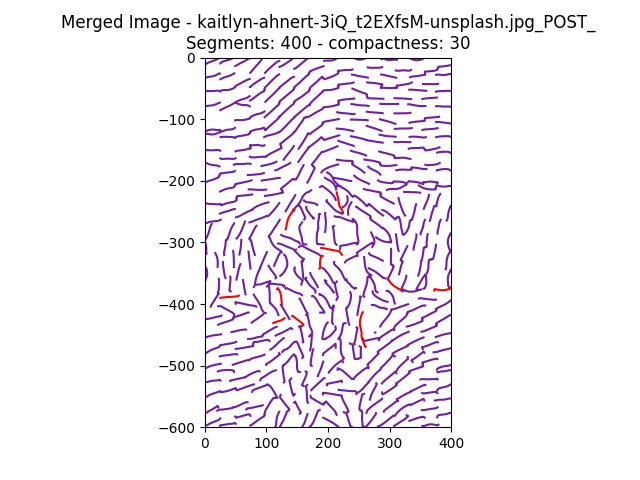 Merged Image - kaitlyn-ahnert-3iQ_t2EXfsM-unsplash.jpg_POST_
Segments: 400 - compactness: 30
0
−100
−200
−300
−400
−500
−600
0 100 200 300 400